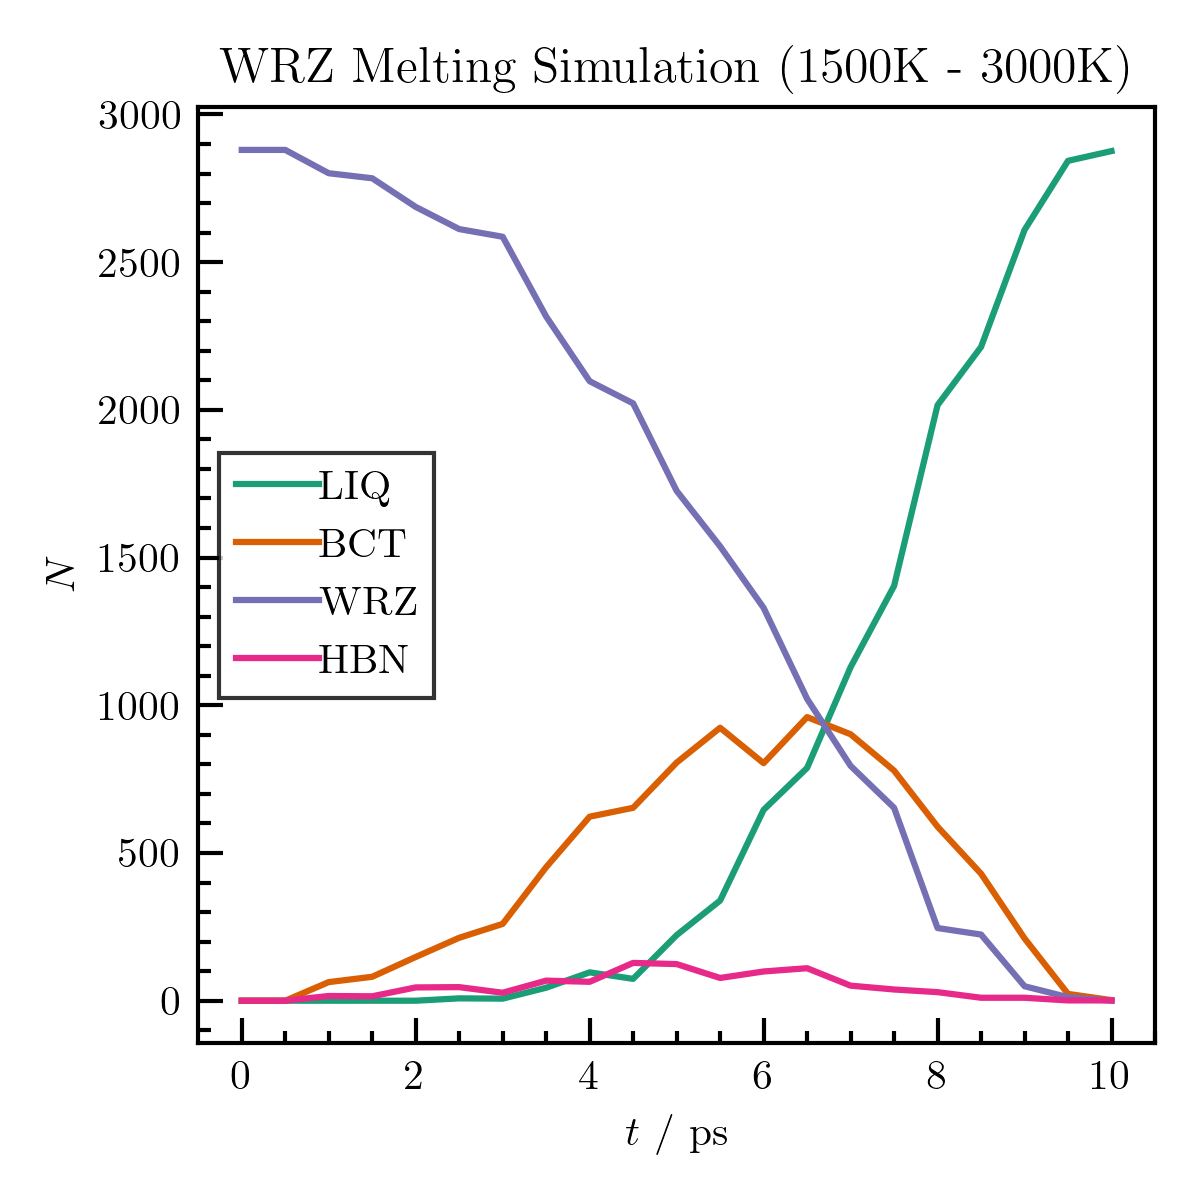 WRZ Melting Simulation (1500K - 3000K)
3000
2500
2000
1500
1000
500
0
N
LIQ
BCT
WRZ
HBN
0 2 4 6 8 10
t / ps